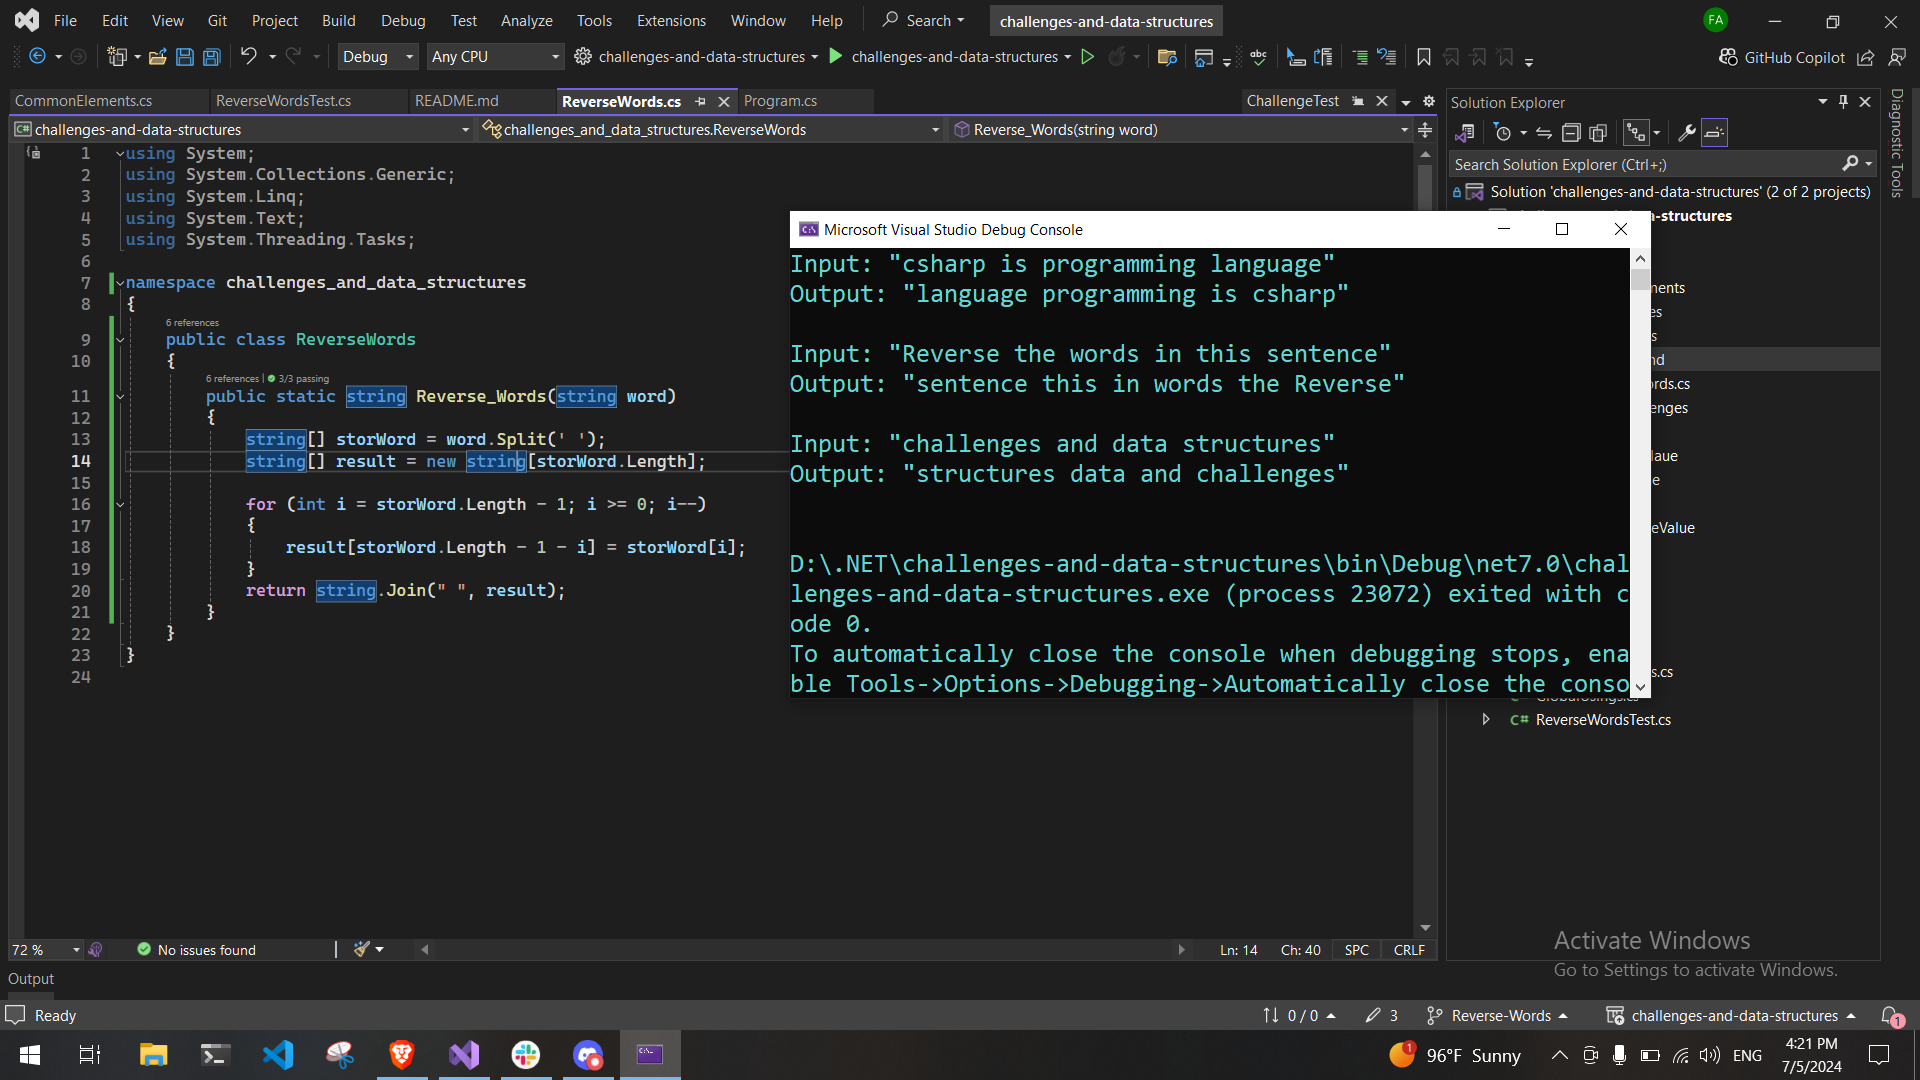 File Edit View Git Project Build Debug Test Analyze Tools Extensions Window Help Search challenges-and-data-structures FA
Debug Any CPU challenges-and-data-structures challenges-and-data-structures GitHub Copilot
CommonElements.cs ReverseWordsTest.cs README.md ReverseWords.cs Program.cs ChallengeTest
challenges-and-data-structures challenges_and_data_structures.ReverseWords Reverse_Words(string word)
1 using System;
2 using System.Collections.Generic;
3 using System.Linq;
4 using System.Text;
5 using System.Threading.Tasks;
6
7 namespace challenges_and_data_structures
8 {
6 references
9 public class ReverseWords
10 {
6 references | 3/3 passing
11 public static string Reverse_Words(string word)
12 {
13 string[] storWord = word.Split(' ');
14 string[] result = new string[storWord.Length];
15
16 for (int i = storWord.Length - 1; i >= 0; i--)
17 {
18 result[storWord.Length - 1 - i] = storWord[i];
19 }
20 return string.Join(" ", result);
21 }
22 }
23 }
24
Microsoft Visual Studio Debug Console
Input: "csharp is programming language"
Output: "language programming is csharp"
Input: "Reverse the words in this sentence"
Output: "sentence this in words the Reverse"
Input: "challenges and data structures"
Output: "structures data and challenges"
D:\.NET\challenges-and-data-structures\bin\Debug\net7.0\chal
lenges-and-data-structures.exe (process 23072) exited with c
ode 0.
To automatically close the console when debugging stops, ena
ble Tools->Options->Debugging->Automatically close the conso
Solution Explorer
Search Solution Explorer (Ctrl+;)
Solution 'challenges-and-data-structures' (2 of 2 projects)
-structures
ReverseWordsTest.cs
Diagnostic Tools
72 % No issues found Ln: 14 Ch: 40 SPC CRLF
Activate Windows
Go to Settings to activate Windows.
Output
Ready 0 / 0 3 Reverse-Words challenges-and-data-structures 1
1 96°F Sunny ENG 4:21 PM
7/5/2024